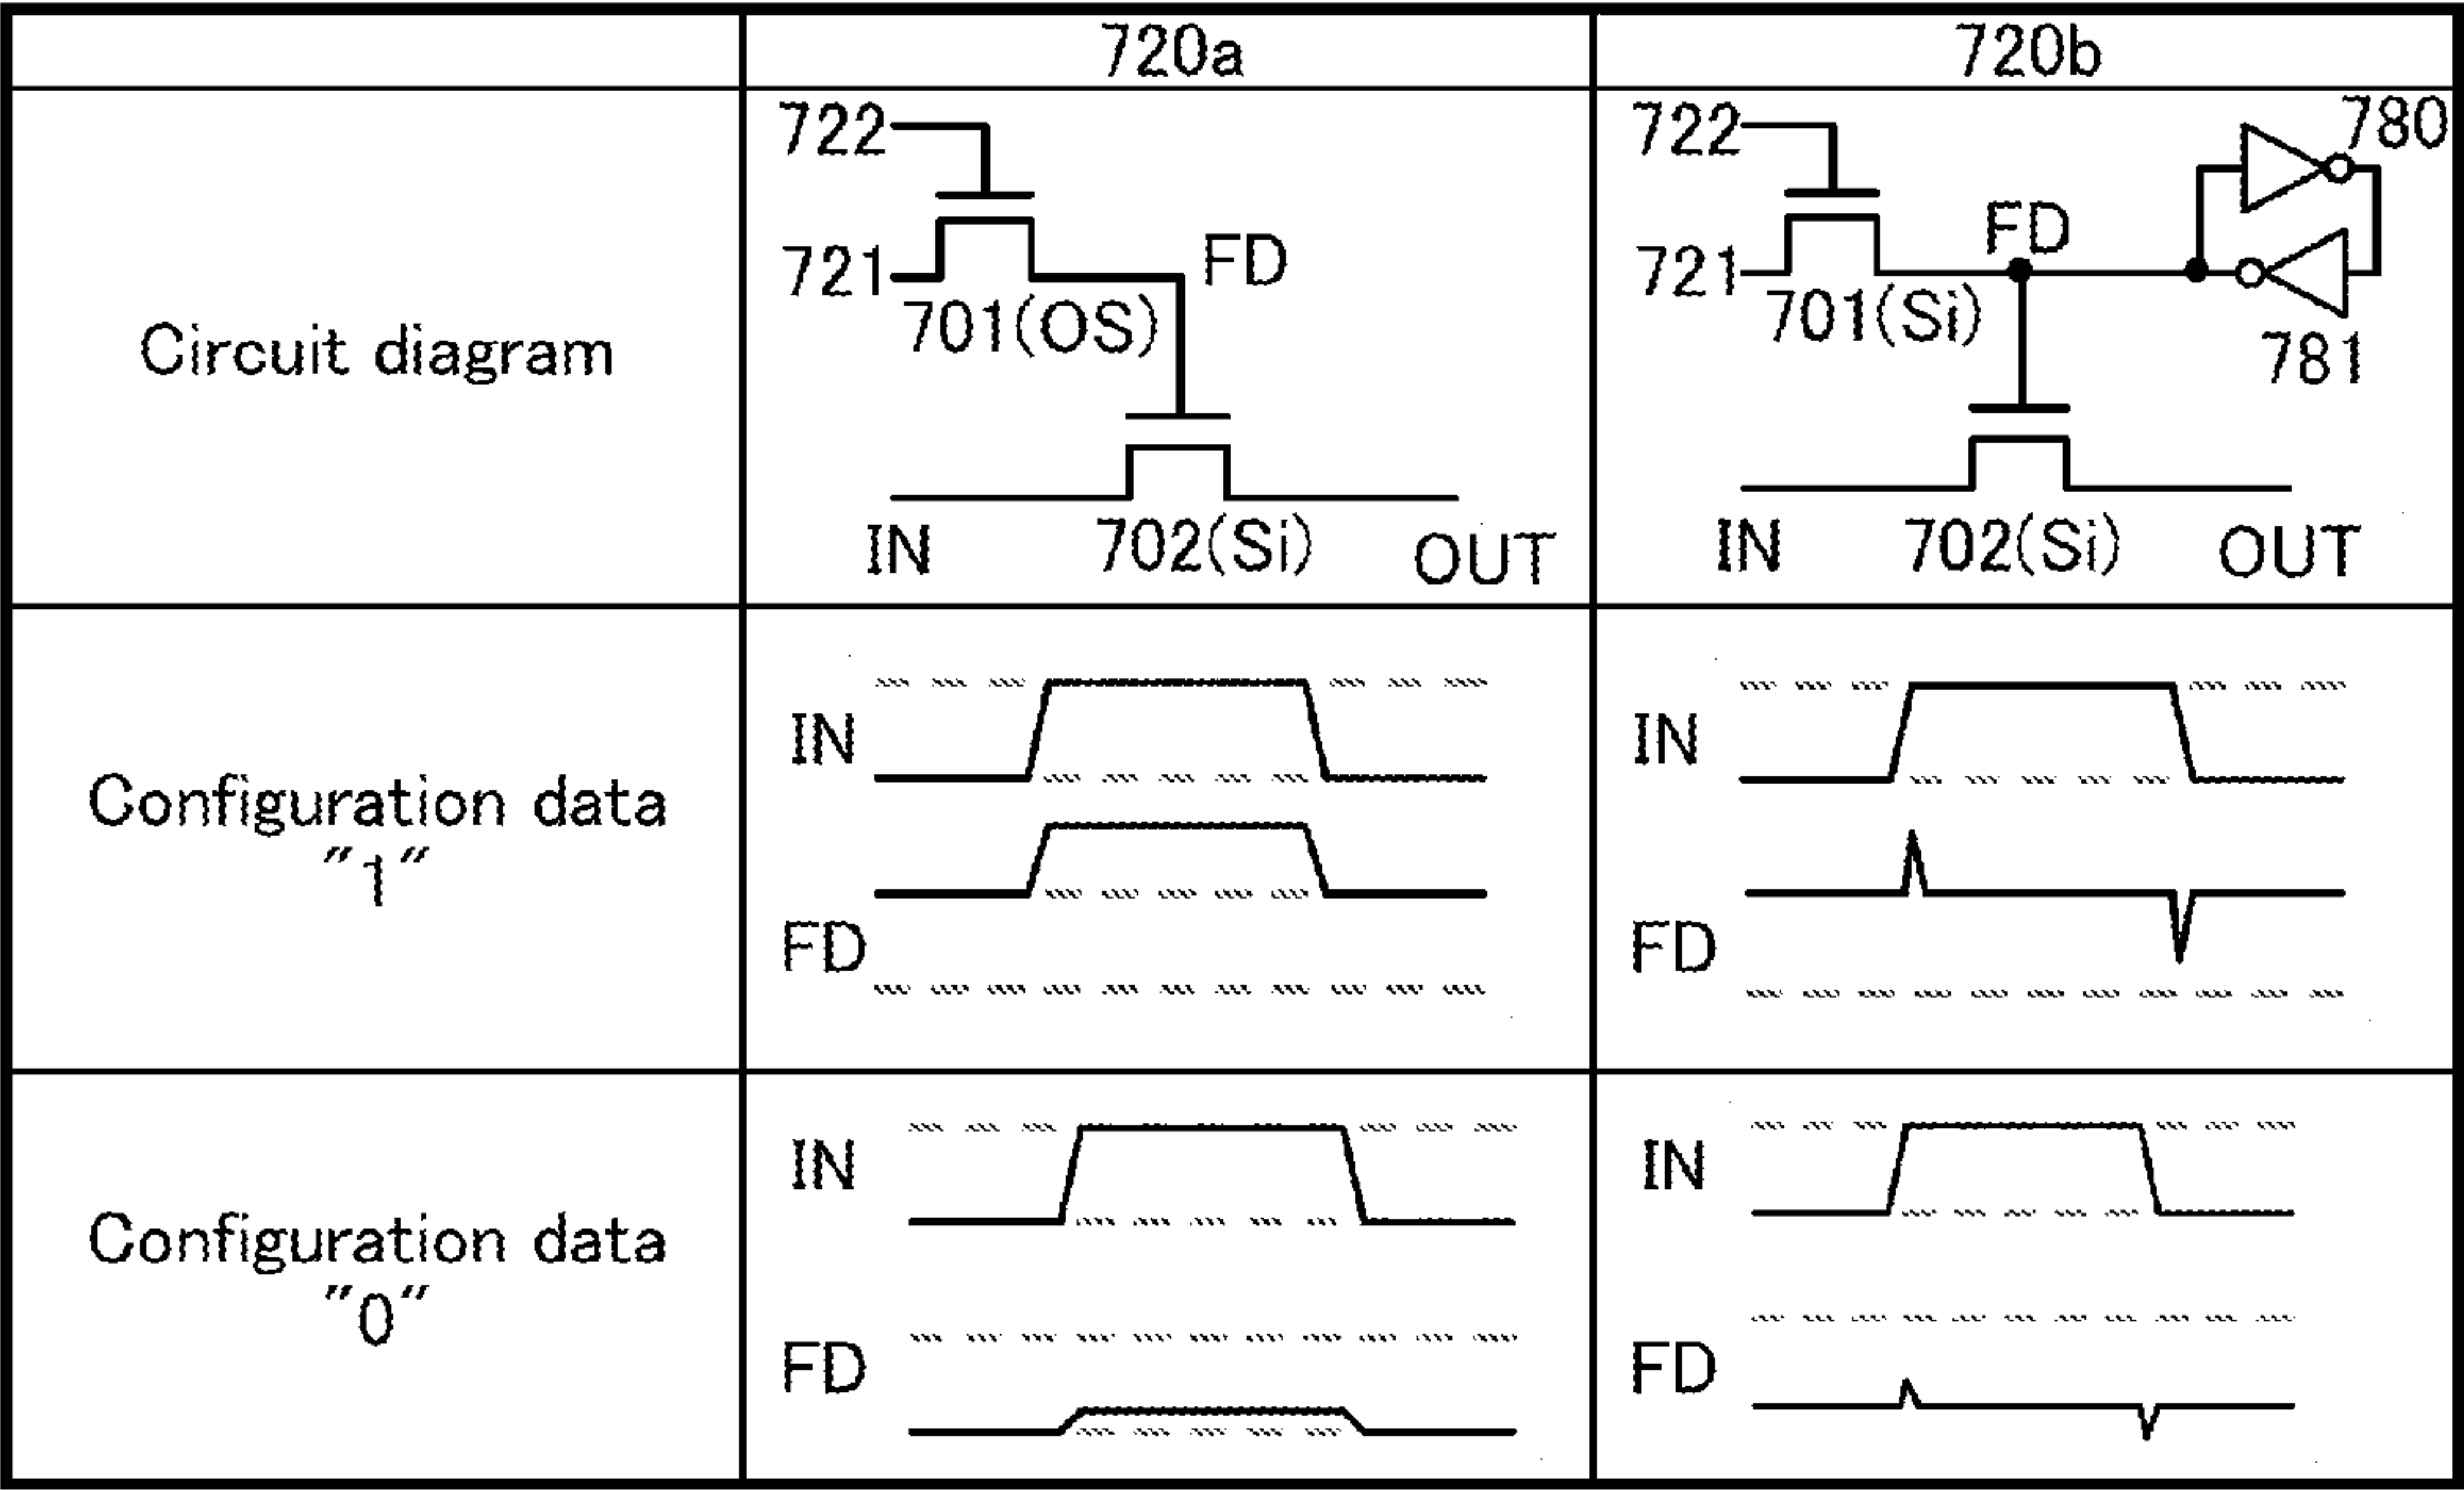 720a
720b
Circuit diagram
722
721
701(OS)
FD
IN
702(Si)
OUT
722
721
701(Si)
FD
780
781
IN
702(Si)
OUT
Configuration data
"1"
IN
FD
IN
FD
Configuration data
"0"
IN
FD
IN
FD